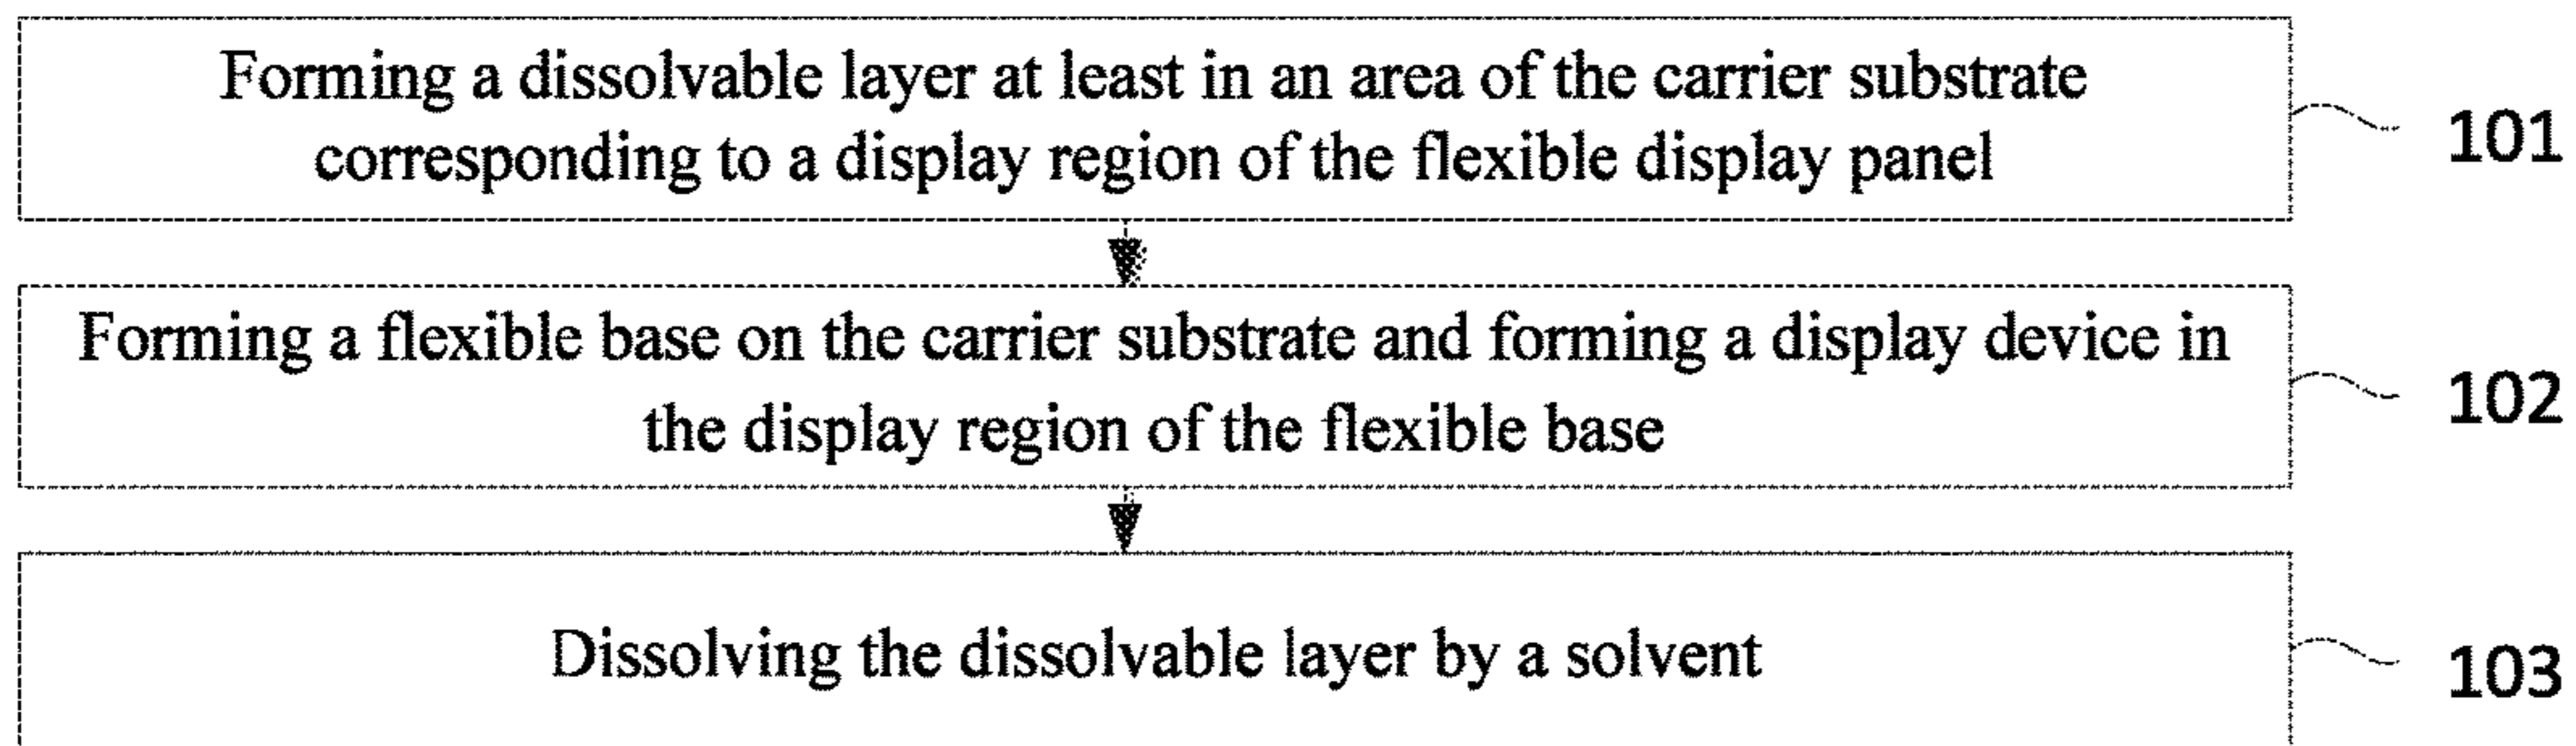 Forming a dissolvable layer at least in an area of the carrier substrate
corresponding to a display region of the flexible display panel
101
Forming a flexible base on the carrier substrate and forming a display device in
the display region of the flexible base
102
Dissolving the dissolvable layer by a solvent
103